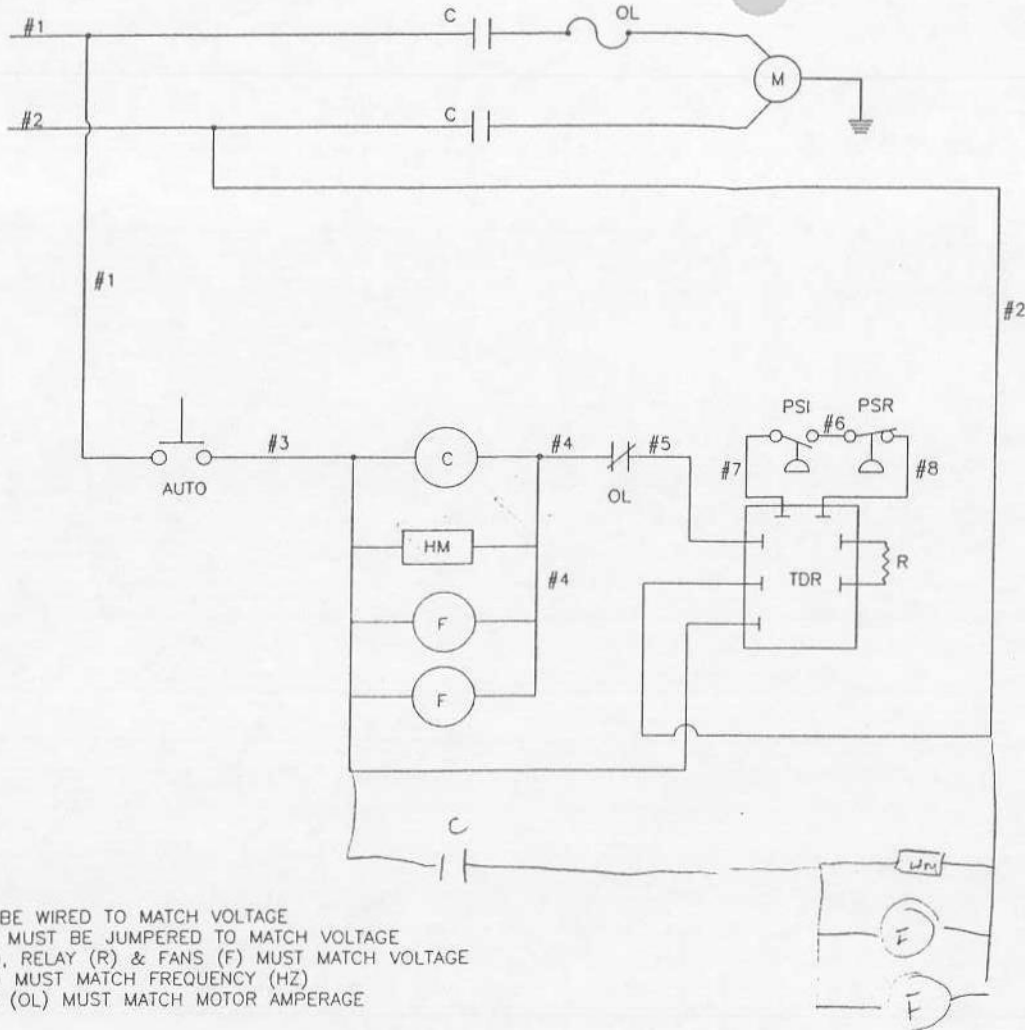 #1
C
OL
M
#2
C
#1
#2
PSI
#6
PSR
#3
C
#4
#5
#7
#8
AUTO
OL
HM
#4
TDR
R
F
F
C
HM
F
F
BE WIRED TO MATCH VOLTAGE
MUST BE JUMPERED TO MATCH VOLTAGE
, RELAY (R) & FANS (F) MUST MATCH VOLTAGE
MUST MATCH FREQUENCY (HZ)
(OL) MUST MATCH MOTOR AMPERAGE